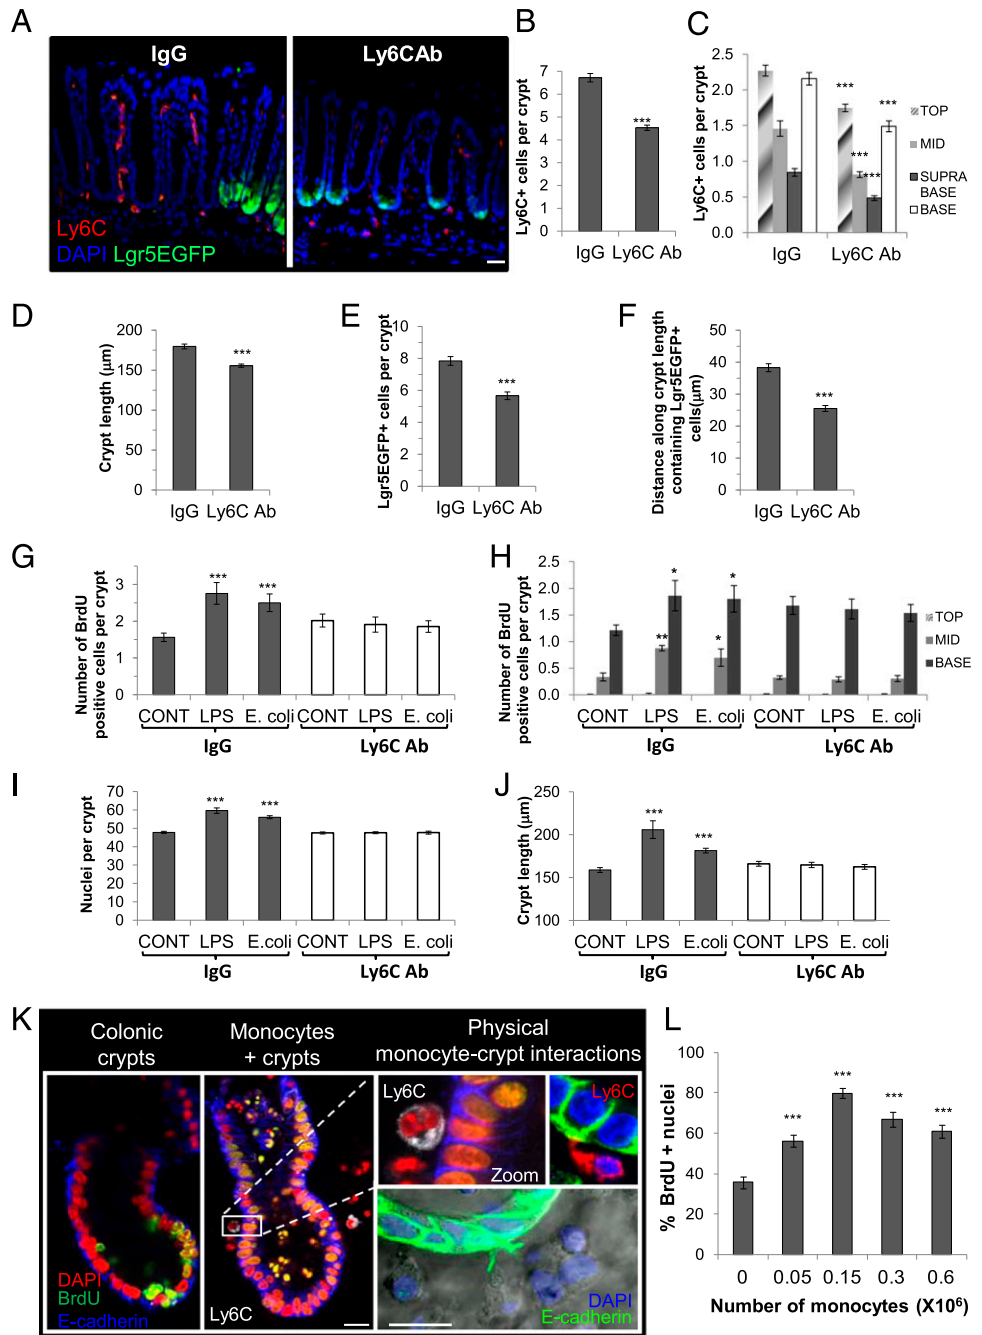 A
IgG
Ly6CAb
Ly6C
DAPI Lgr5EGFP
B
Ly6C+ cells per crypt
7
6
5
4
3
2
1
0
***
IgG Ly6C Ab
C
Ly6C+ cells per crypt
2.5
2.0
1.5
1.0
0.5
0.0
***
***
***
***
IgG Ly6C Ab
TOP
MID
SUPRA
BASE
BASE
D
Crypt length (μm)
200
150
100
50
0
***
IgG Ly6C Ab
E
Lgr5EGFP+ cells per crypt
10
8
6
4
2
0
***
IgG Ly6C Ab
F
Distance along crypt length
containing Lgr5EGFP+
cells(μm)
50
40
30
20
10
0
***
IgG Ly6C Ab
G
Number of BrdU
positive cells per crypt
3
2
1
0
***
***
CONT LPS E. coli CONT LPS E. coli
IgG Ly6C Ab
H
Number of BrdU
positive cells per crypt
2.5
2.0
1.5
1.0
0.5
0.0
**
*
*
*
CONT LPS E. coli CONT LPS E. coli
IgG Ly6C Ab
TOP
MID
BASE
I
Nuclei per crypt
70
60
50
40
30
20
10
0
***
***
CONT LPS E.coli CONT LPS E. coli
IgG Ly6C Ab
J
Crypt length (μm)
250
200
150
100
***
***
CONT LPS E.coli CONT LPS E. coli
IgG Ly6C Ab
K
Colonic
crypts
Monocytes
+ crypts
Physical
monocyte-crypt interactions
DAPI
BrdU
E-cadherin
Ly6C
Ly6C
Zoom
Ly6C
DAPI
E-cadherin
L
% BrdU + nuclei
100
80
60
40
20
0
***
***
***
***
0 0.05 0.15 0.3 0.6
Number of monocytes (X10⁶)